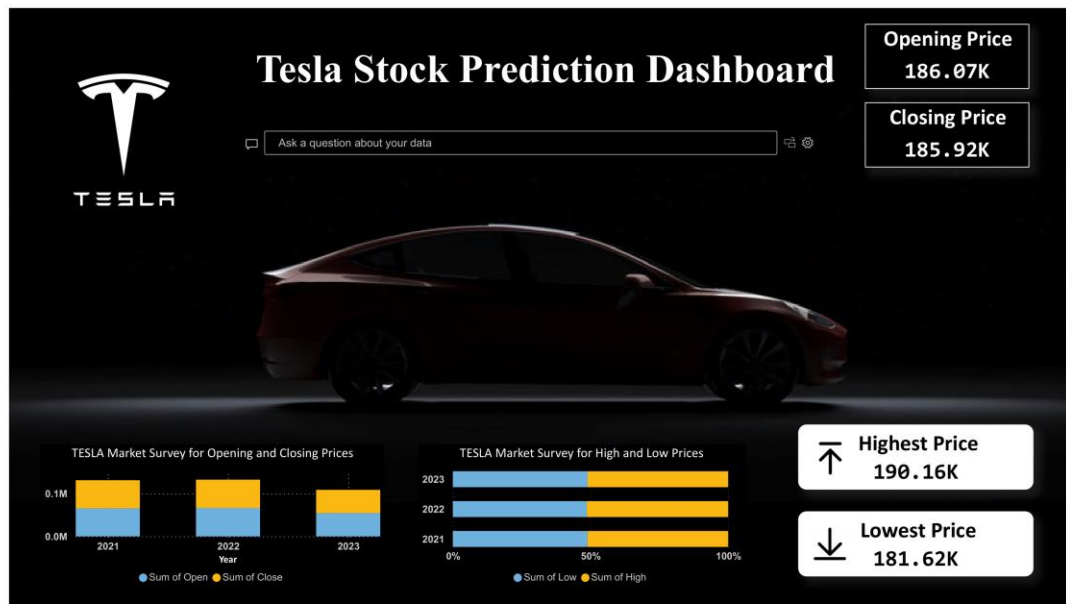 Tesla Stock Prediction Dashboard
TESLA
Ask a question about your data
Opening Price
186.07K
Closing Price
185.92K
TESLA Market Survey for Opening and Closing Prices
0.1M
0.0M
2021
2022
2023
Year
Sum of Open
Sum of Close
TESLA Market Survey for High and Low Prices
2023
2022
2021
0%
50%
100%
Sum of Low
Sum of High
Highest Price
190.16K
Lowest Price
181.62K